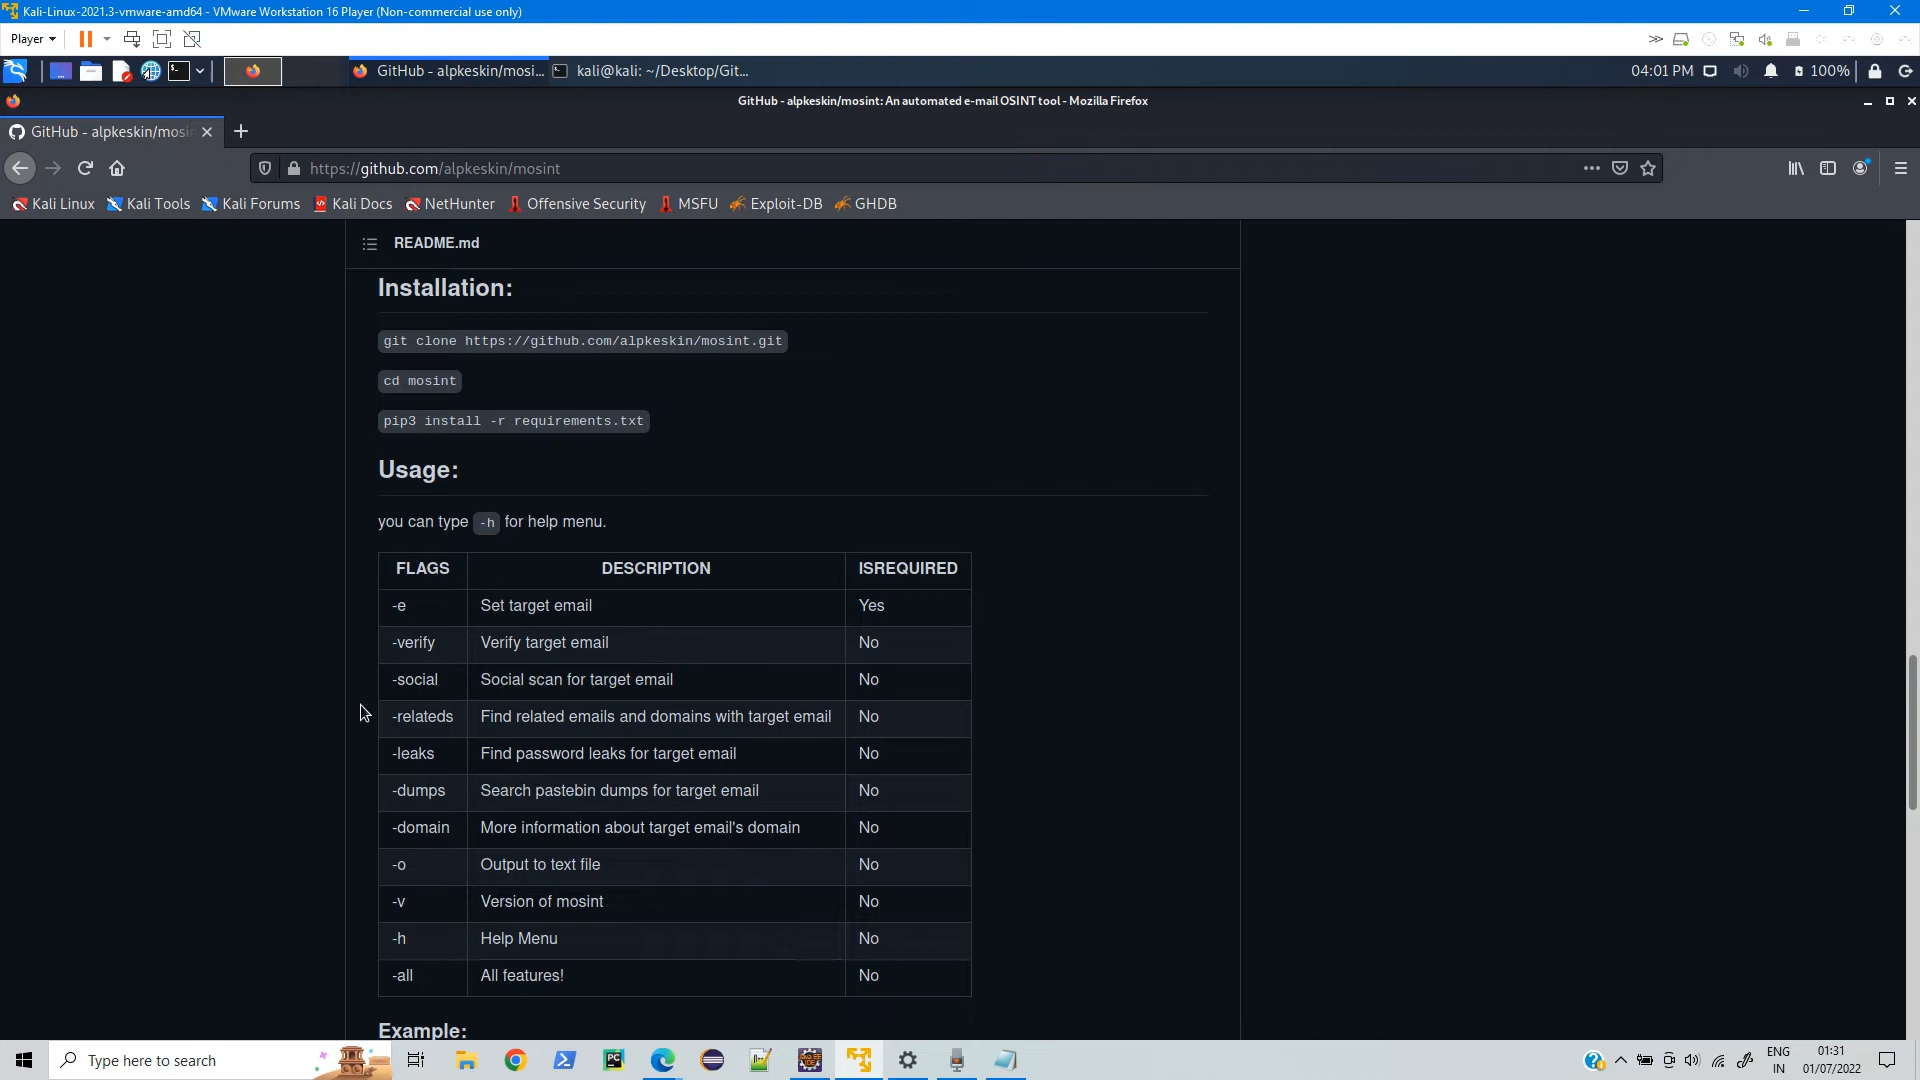 Kali-Linux-2021.3-vmware-amd64 - VMware Workstation 16 Player (Non-commercial use only)
Player
GitHub - alpkeskin/mosi... kali@kali: ~/Desktop/Git... 04:01 PM 100%
GitHub - alpkeskin/mosint: An automated e-mail OSINT tool - Mozilla Firefox
GitHub - alpkeskin/mosin
https://github.com/alpkeskin/mosint
Kali Linux Kali Tools Kali Forums Kali Docs NetHunter Offensive Security MSFU Exploit-DB GHDB
README.md
Installation:
git clone https://github.com/alpkeskin/mosint.git
cd mosint
pip3 install -r requirements.txt
Usage:
you can type -h for help menu.
FLAGS DESCRIPTION ISREQUIRED
-e Set target email Yes
-verify Verify target email No
-social Social scan for target email No
-relateds Find related emails and domains with target email No
-leaks Find password leaks for target email No
-dumps Search pastebin dumps for target email No
-domain More information about target email's domain No
-o Output to text file No
-v Version of mosint No
-h Help Menu No
-all All features! No
Example:
Type here to search
ENG
IN
01:31
01/07/2022